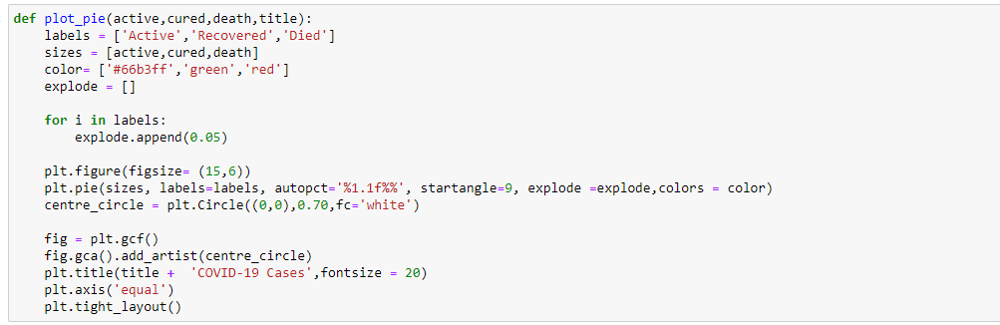 def plot_pie(active,cured,death,title):
    labels = ['Active','Recovered','Died']
    sizes = [active,cured,death]
    color= ['#66b3ff','green','red']
    explode = []

    for i in labels:
        explode.append(0.05)

    plt.figure(figsize= (15,6))
    plt.pie(sizes, labels=labels, autopct='%1.1f%%', startangle=9, explode =explode,colors = color)
    centre_circle = plt.Circle((0,0),0.70,fc='white')

    fig = plt.gcf()
    fig.gca().add_artist(centre_circle)
    plt.title(title +  'COVID-19 Cases',fontsize = 20)
    plt.axis('equal')
    plt.tight_layout()